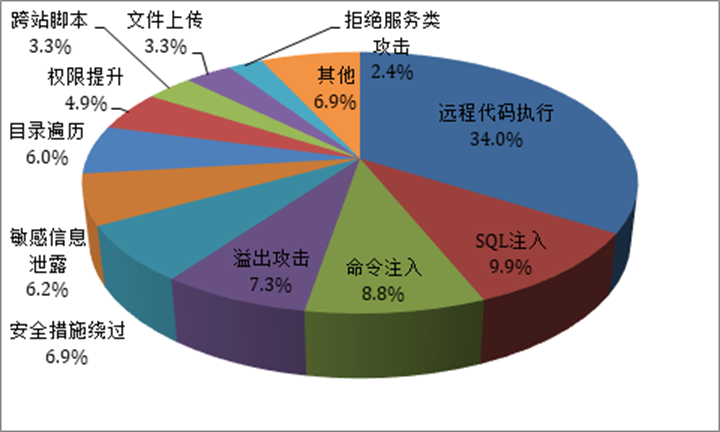 跨站脚本
3.3%
文件上传
3.3%
拒绝服务类
攻击
2.4%
权限提升
4.9%
其他
6.9%
远程代码执行
34.0%
目录遍历
6.0%
SQL注入
9.9%
敏感信息
泄露
6.2%
溢出攻击
7.3%
命令注入
8.8%
安全措施绕过
6.9%